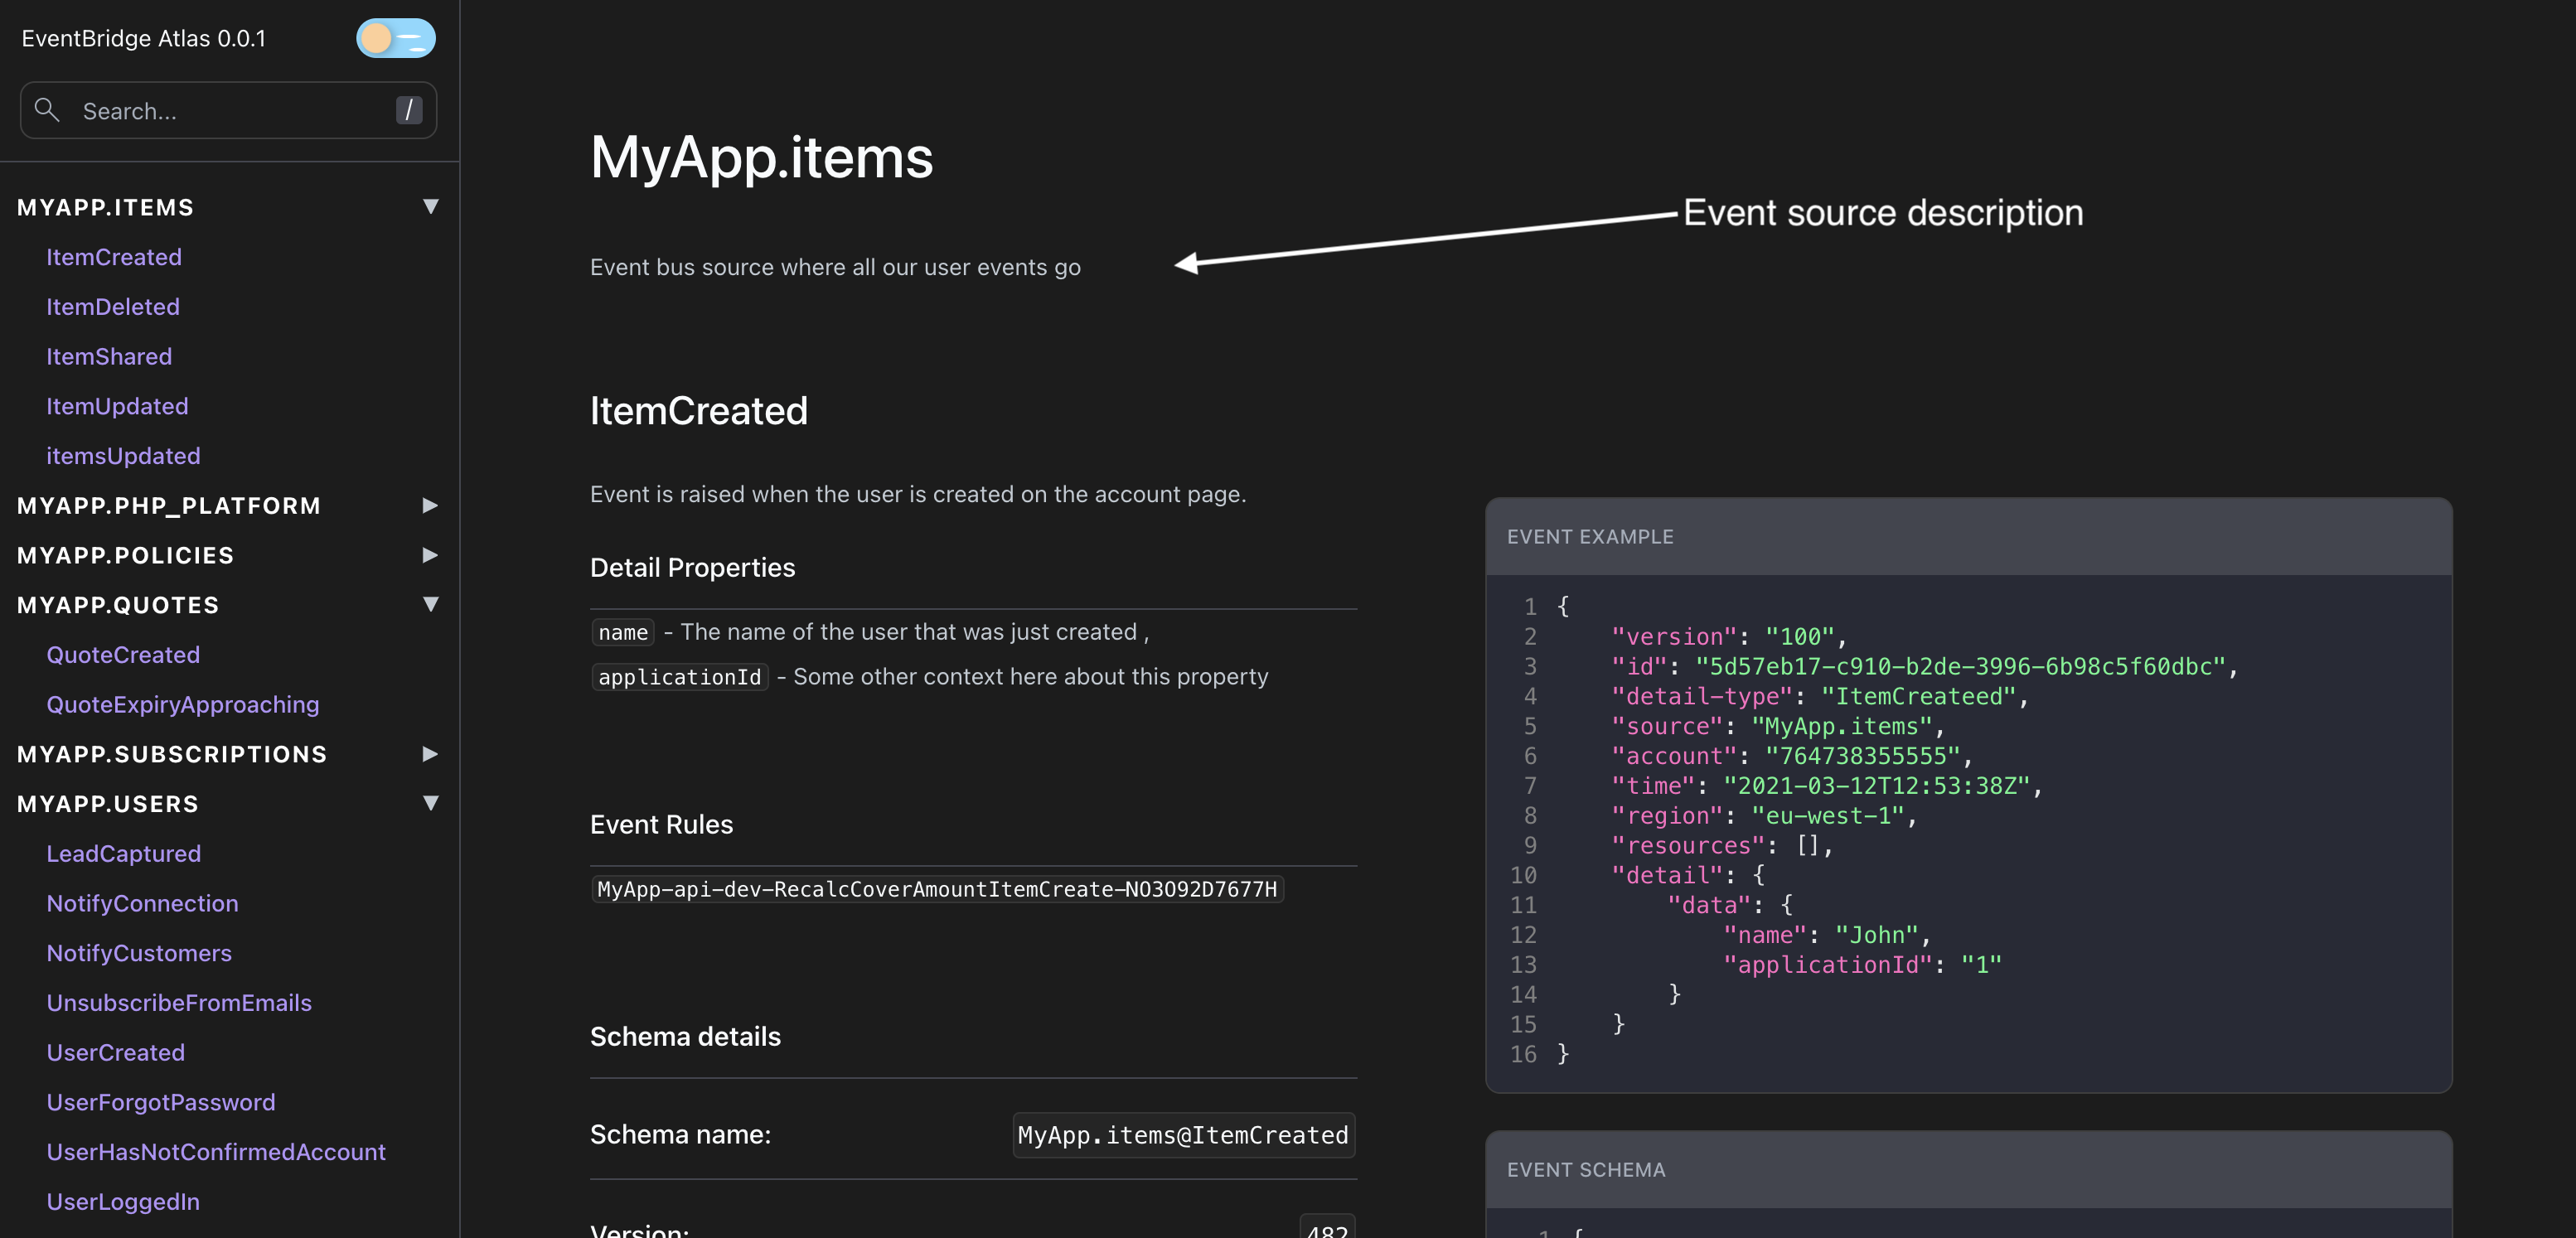 EventBridge Atlas 0.0.1
Search...
/
MYAPP.ITEMS
ItemCreated
ItemDeleted
ItemShared
ItemUpdated
itemsUpdated
MYAPP.PHP_PLATFORM
MYAPP.POLICIES
MYAPP.QUOTES
QuoteCreated
QuoteExpiryApproaching
MYAPP.SUBSCRIPTIONS
MYAPP.USERS
LeadCaptured
NotifyConnection
NotifyCustomers
UnsubscribeFromEmails
UserCreated
UserForgotPassword
UserHasNotConfirmedAccount
UserLoggedIn
MyApp.items
Event source description
Event bus source where all our user events go
ItemCreated
Event is raised when the user is created on the account page.
Detail Properties
name - The name of the user that was just created ,
applicationId - Some other context here about this property
Event Rules
MyApp-api-dev-RecalcCoverAmountItemCreate-NO3O92D7677H
Schema details
Schema name: MyApp.items@ItemCreated
Version: 482
EVENT EXAMPLE
1 {
2 "version": "100",
3 "id": "5d57eb17-c910-b2de-3996-6b98c5f60dbc",
4 "detail-type": "ItemCreateed",
5 "source": "MyApp.items",
6 "account": "764738355555",
7 "time": "2021-03-12T12:53:38Z",
8 "region": "eu-west-1",
9 "resources": [],
10 "detail": {
11 "data": {
12 "name": "John",
13 "applicationId": "1"
14 }
15 }
16 }
EVENT SCHEMA
1 {